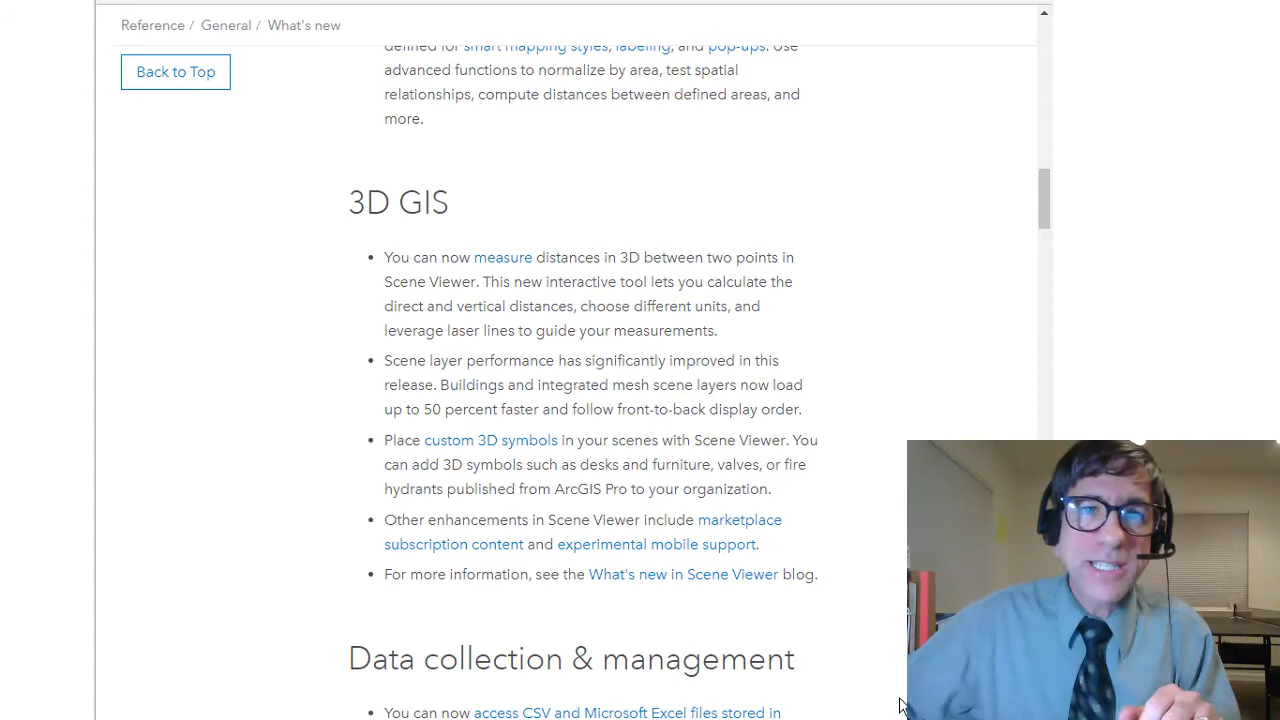 Reference / General / What's new
Back to Top
defined for smart mapping styles, labeling, and pop-ups. Use
advanced functions to normalize by area, test spatial
relationships, compute distances between defined areas, and
more.
3D GIS
• You can now measure distances in 3D between two points in
Scene Viewer. This new interactive tool lets you calculate the
direct and vertical distances, choose different units, and
leverage laser lines to guide your measurements.
• Scene layer performance has significantly improved in this
release. Buildings and integrated mesh scene layers now load
up to 50 percent faster and follow front-to-back display order.
• Place custom 3D symbols in your scenes with Scene Viewer. You
can add 3D symbols such as desks and furniture, valves, or fire
hydrants published from ArcGIS Pro to your organization.
• Other enhancements in Scene Viewer include marketplace
subscription content and experimental mobile support.
• For more information, see the What's new in Scene Viewer blog.
Data collection & management
• You can now access CSV and Microsoft Excel files stored in